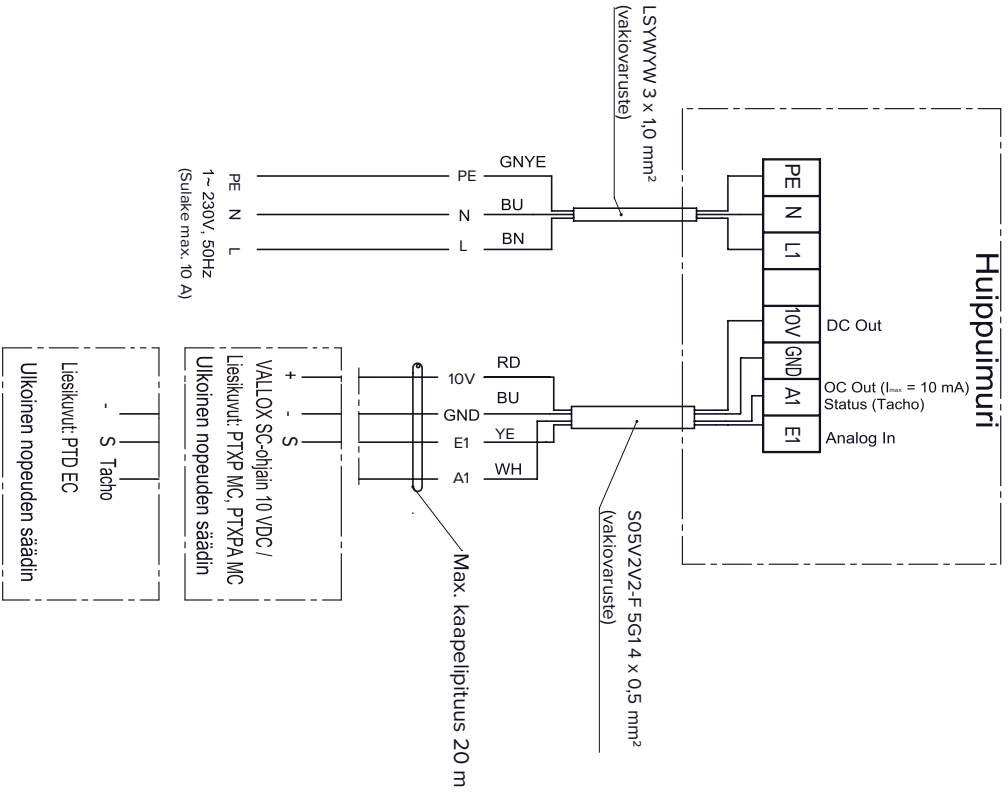 Huippuimuri
LSYWYW 3 x 1,0 mm²
(vakiovaruste)
PE
N
L1
10V
GND
A1
E1
DC Out
OC Out (Imax = 10 mA)
Status (Tacho)
Analog In
GNYE
BU
BN
PE
N
L
PE
N
L
1~ 230V, 50Hz
(Sulake max. 10 A)
RD
BU
YE
WH
10V
GND
E1
A1
S05V2V2-F 5G1 4 x 0,5 mm²
(vakiovaruste)
Max. kaapelipituus 20 m
+
-
S
VALLOX SC-ohjain 10 VDC /
Liesikuvut: PTXP MC, PTXPA MC
Ulkoinen nopeuden säädin
-
S
Tacho
Liesikuvut: PTD EC
Ulkoinen nopeuden säädin